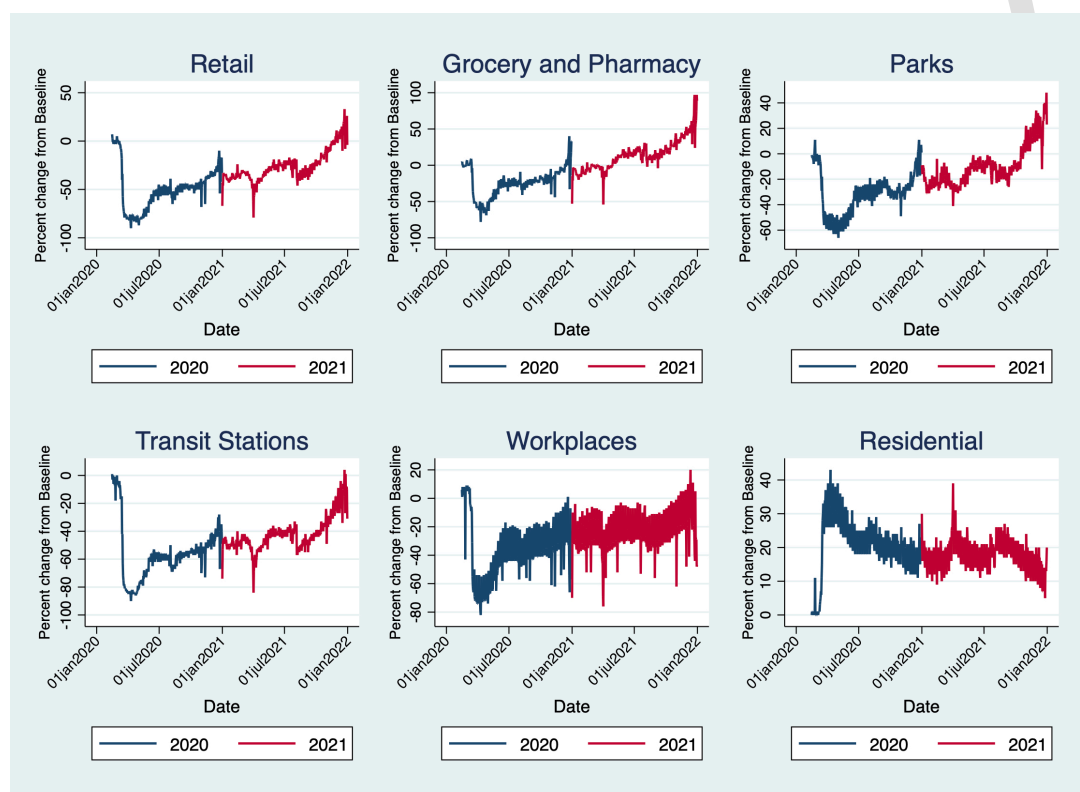 Retail
Percent change from Baseline
50
0
-50
-100
01jan2020
01jul2020
01jan2021
01jul2021
01jan2022
Date
2020
2021
Grocery and Pharmacy
Percent change from Baseline
100
50
0
-50
-100
01jan2020
01jul2020
01jan2021
01jul2021
01jan2022
Date
2020
2021
Parks
Percent change from Baseline
40
20
0
-20
-40
-60
01jan2020
01jul2020
01jan2021
01jul2021
01jan2022
Date
2020
2021
Transit Stations
Percent change from Baseline
0
-20
-40
-60
-80
-100
01jan2020
01jul2020
01jan2021
01jul2021
01jan2022
Date
2020
2021
Workplaces
Percent change from Baseline
20
0
-20
-40
-60
-80
01jan2020
01jul2020
01jan2021
01jul2021
01jan2022
Date
2020
2021
Residential
Percent change from Baseline
40
30
20
10
0
01jan2020
01jul2020
01jan2021
01jul2021
01jan2022
Date
2020
2021